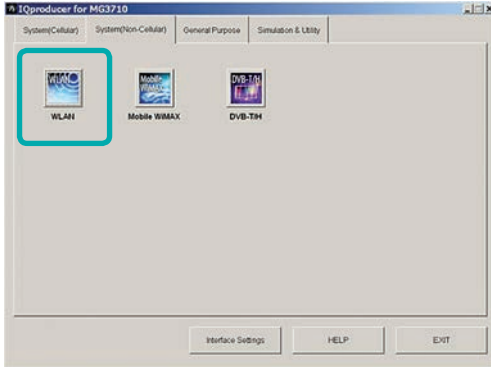 IQproducer for MG3710
System(Cellular) System(Non-Cellular) General Purpose Simulation & Utility
WLAN Mobile WiMAX DVB-T/H
WLAN Mobile WiMAX DVB-T/H
Interface Settings HELP EXIT